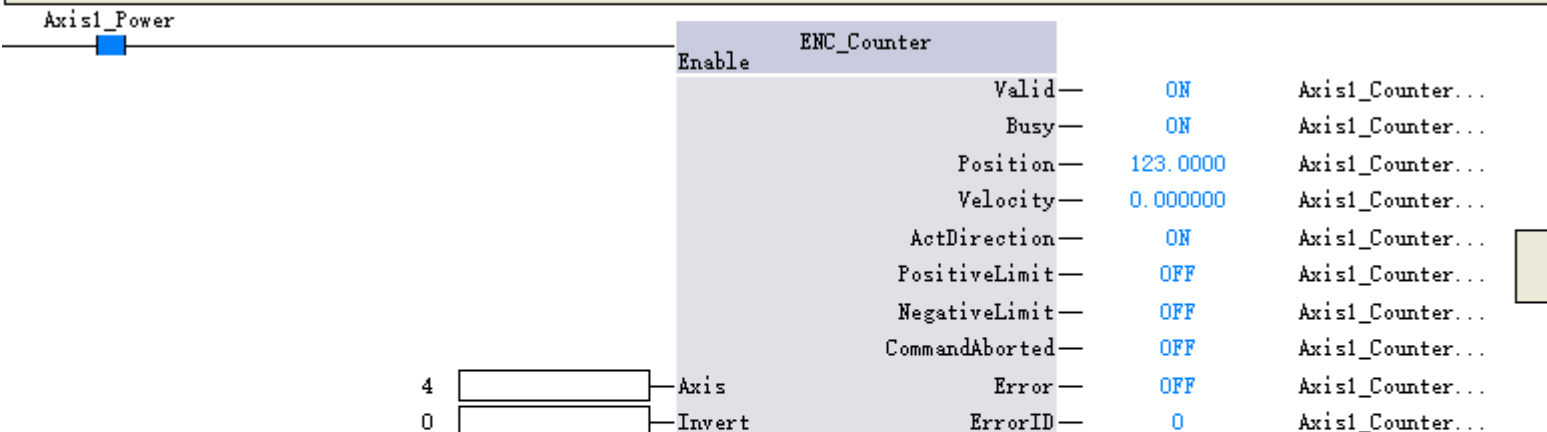 Axis1_Power
ENC_Counter
Enable
Valid ON Axis1_Counter...
Busy ON Axis1_Counter...
Position 123.0000 Axis1_Counter...
Velocity 0.000000 Axis1_Counter...
ActDirection ON Axis1_Counter...
PositiveLimit OFF Axis1_Counter...
NegativeLimit OFF Axis1_Counter...
CommandAborted OFF Axis1_Counter...
4 Axis Error OFF Axis1_Counter...
0 Invert ErrorID 0 Axis1_Counter...